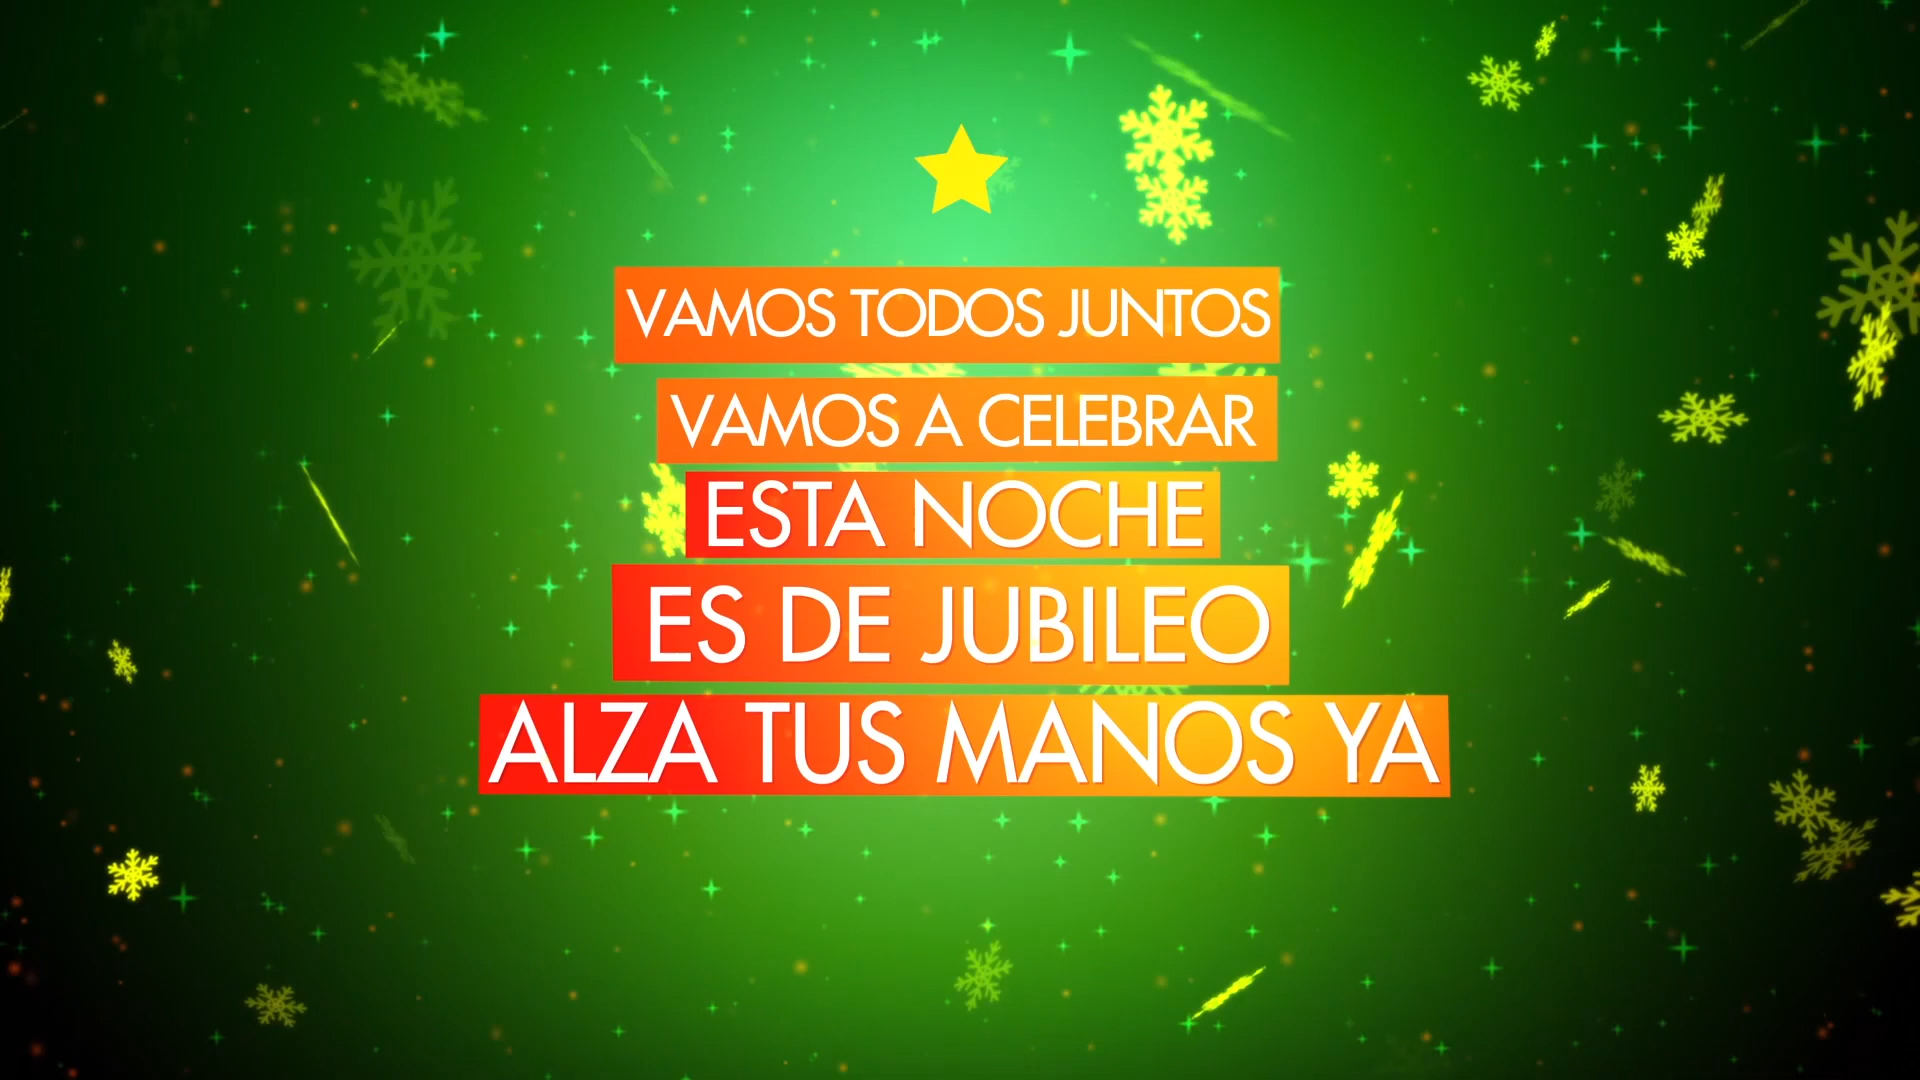 VAMOS TODOS JUNTOS
VAMOS A CELEBRAR
ESTA NOCHE
ES DE JUBILEO
ALZA TUS MANOS YA